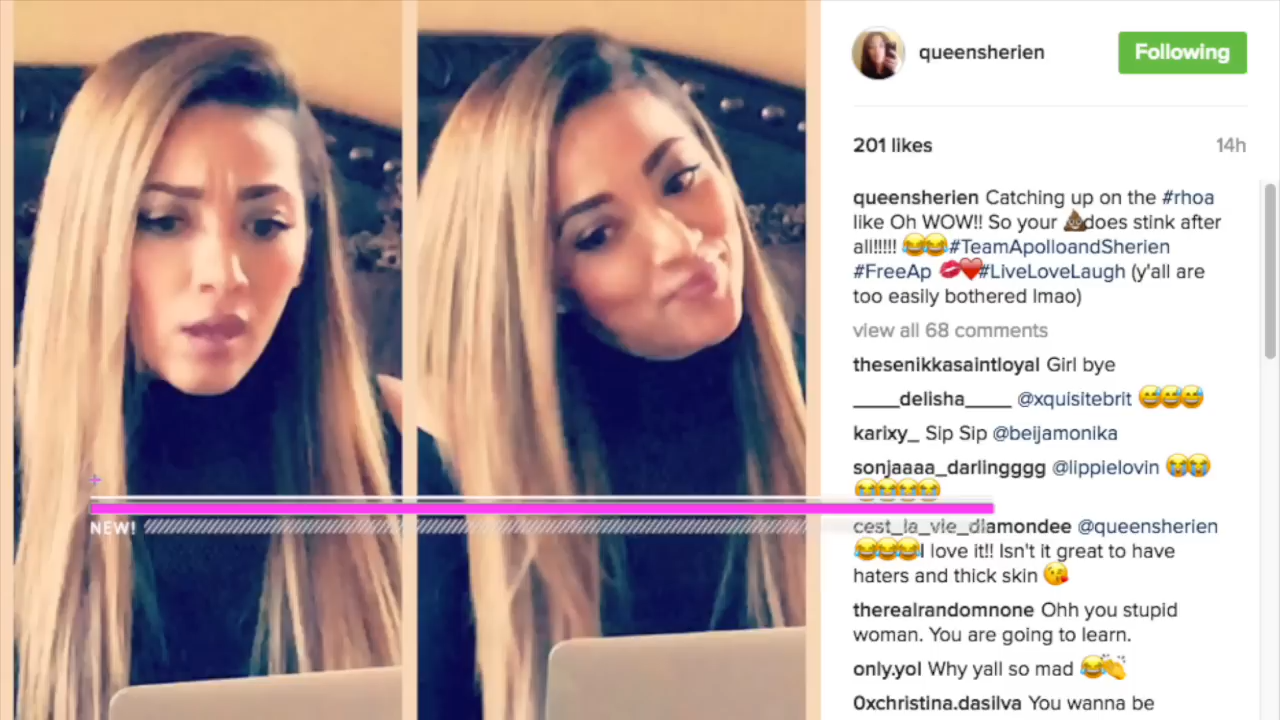 queensherien
Following
201 likes
14h
queensherien Catching up on the #rhoa
like Oh WOW!! So your 💩does stink after
all!!!!! 😂😂#TeamApolloandSherien
#FreeAp 💋❤️#LiveLoveLaugh (y'all are
too easily bothered lmao)
view all 68 comments
thesenikkasaintloyal Girl bye
____delisha____ @xquisitebrit 😅😅😅
karixy_ Sip Sip @beijamonika
sonjaaaa_darlingggg @lippielovin 😭😭
😭😭😭😭
NEW!
cest_la_vie_diamondee @queensherien
😂😂😂I love it!! Isn't it great to have
haters and thick skin 😘
therealrandomnone Ohh you stupid
woman. You are going to learn.
only.yol Why yall so mad 😂👏
0xchristina.dasilva You wanna be